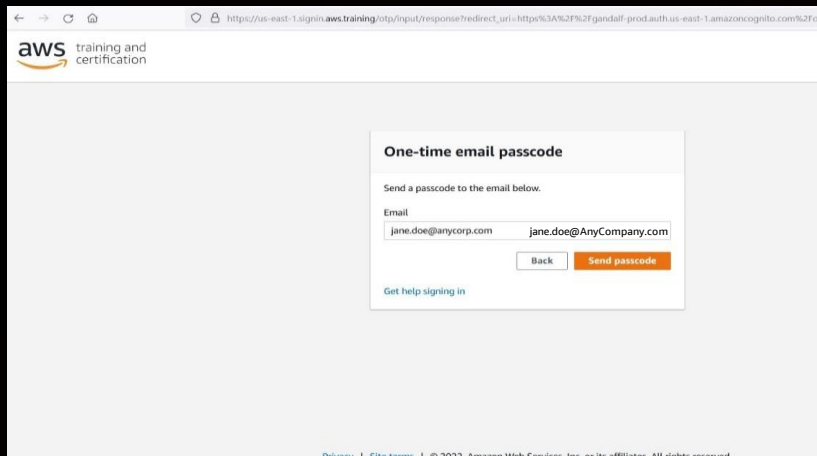 https://us-east-1.signin.aws.training/otp/input/response?redirect_uri=https%3A%2F%2Fgandalf-prod.auth.us-east-1.amazoncognito.com%2Fo
aws training and
certification
One-time email passcode
Send a passcode to the email below.
Email
jane.doe@anycorp.com jane.doe@AnyCompany.com
Back Send passcode
Get help signing in
Privacy | Site terms | © 2022, Amazon Web Services, Inc. or its affiliates. All rights reserved.